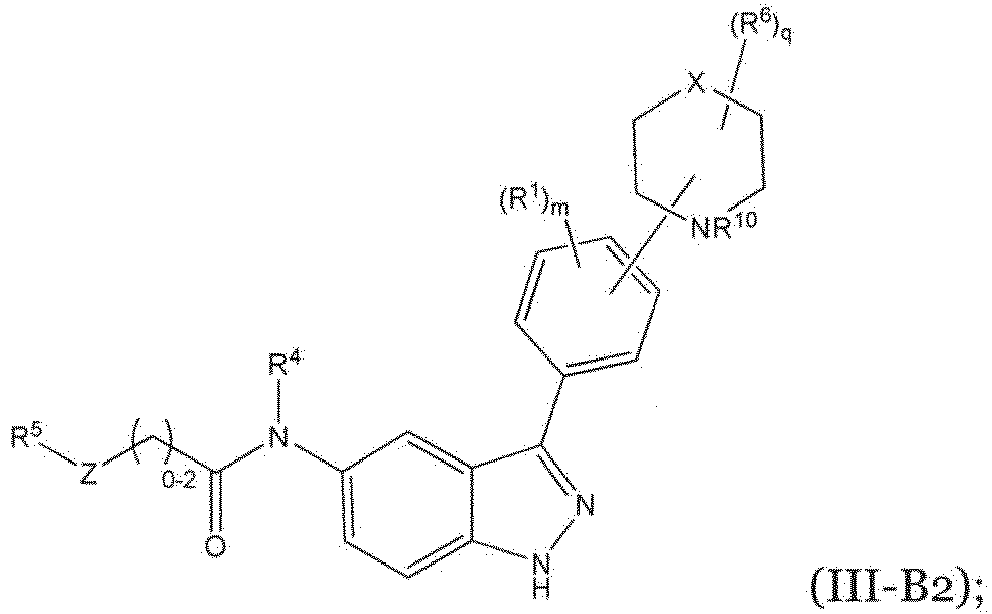 (R⁶)q
X
(R¹)m
NR¹⁰
R⁴
R⁵
N
Z
( )0-2
N
O
N
H
(III-B2);